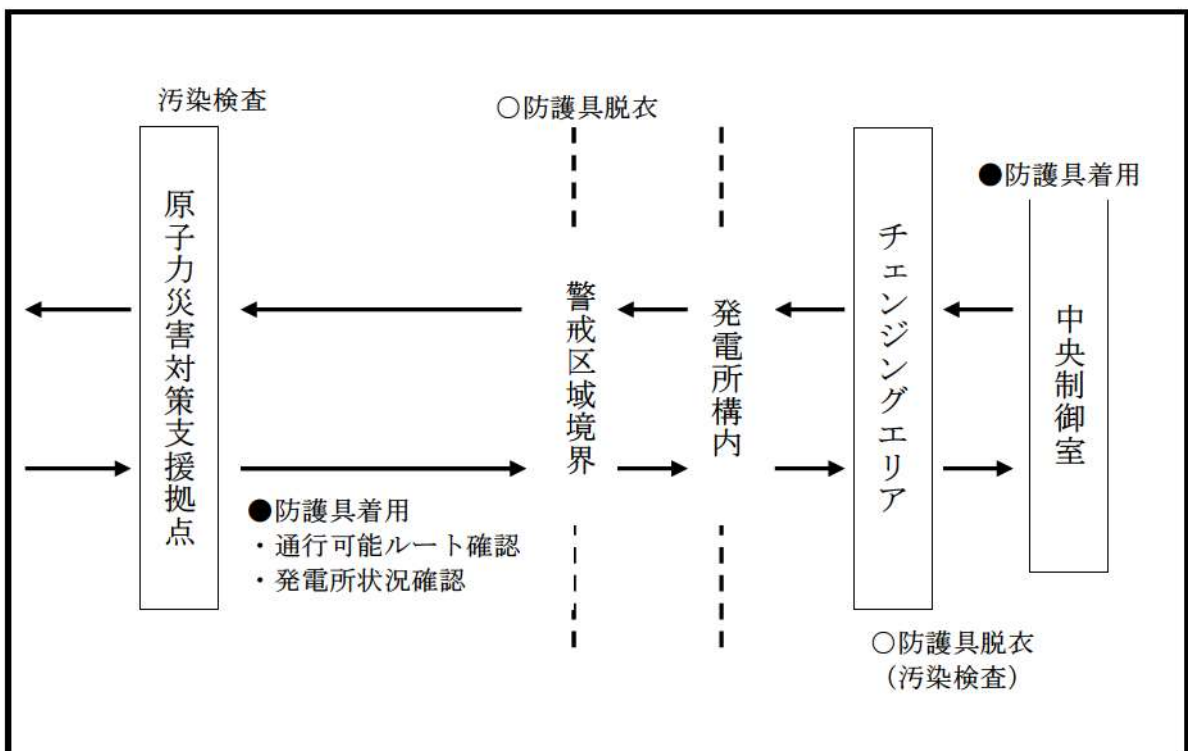 汚染検査
○防護具脱衣
●防護具着用
原子力災害対策支援拠点
警戒区域境界
発電所構内
チェンジングエリア
中央制御室
●防護具着用
・通行可能ルート確認
・発電所状況確認
○防護具脱衣
（汚染検査）